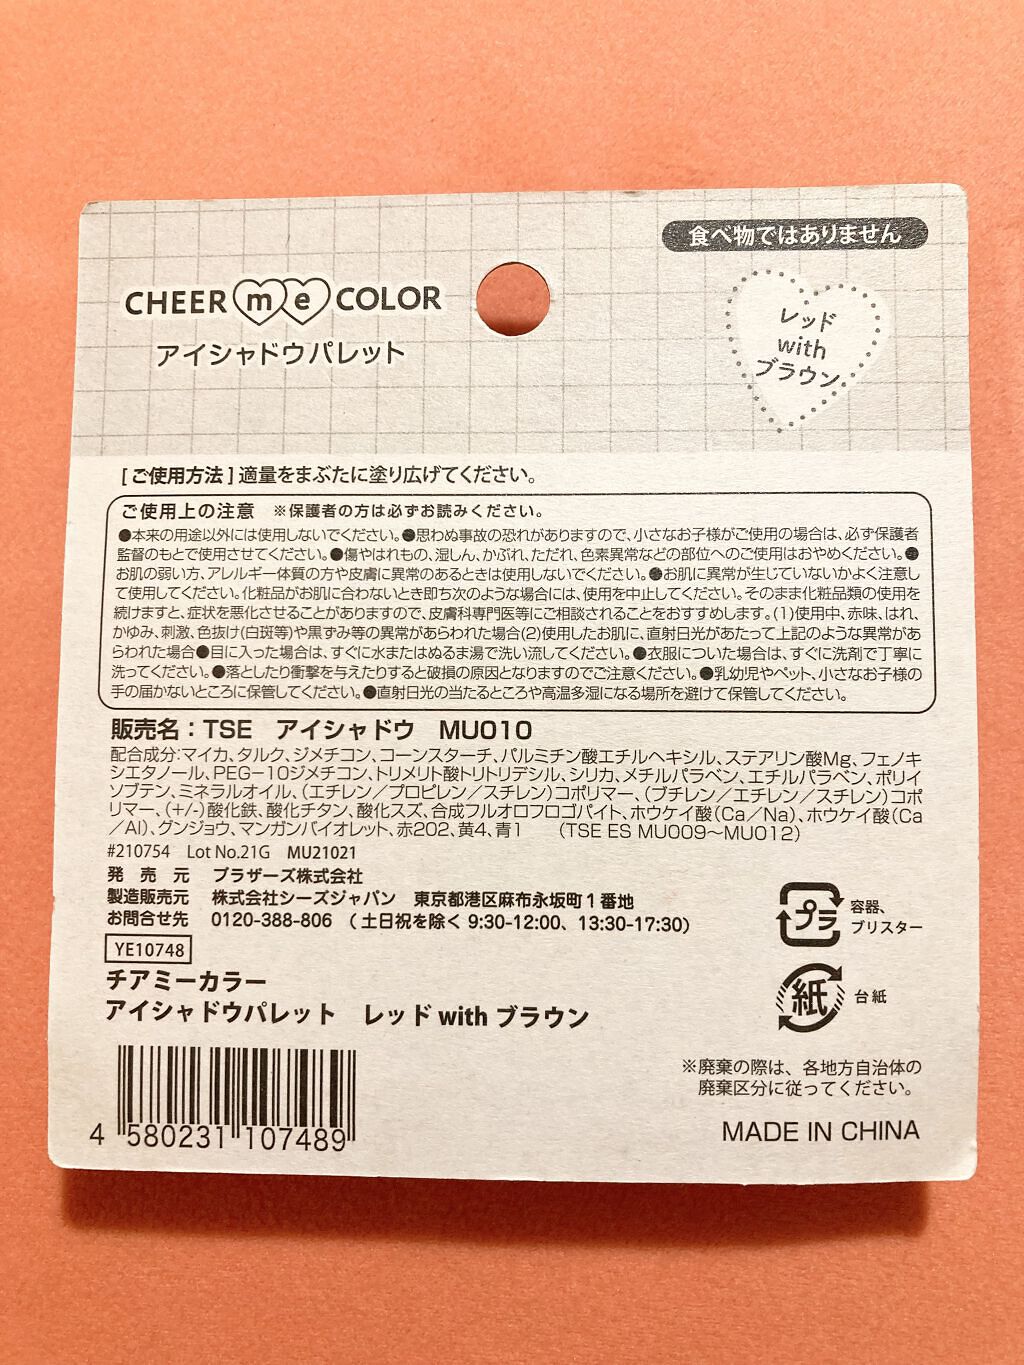 食べ物ではありません
CHEER me COLOR
アイシャドウパレット
レッド
with
ブラウン
[ご使用方法]適量をまぶたに塗り広げてください。
ご使用上の注意 ※保護者の方は必ずお読みください。
●本来の用途以外には使用しないでください。●思わぬ事故の恐れがありますので、小さなお子様がご使用の場合は、必ず保護者
監督のもとで使用させてください。●傷やはれもの、湿しん、かぶれ、ただれ、色素異常などの部位へのご使用はおやめください。●
お肌の弱い方、アレルギー体質の方や皮膚に異常のあるときは使用しないでください。●お肌に異常が生じていないかよく注意し
て使用してください。化粧品がお肌に合わないとき即ち次のような場合には、使用を中止してください。そのまま化粧品類の使用を
続けますと、症状を悪化させることがありますので、皮膚科専門医等にご相談されることをおすすめします。(1)使用中、赤味、はれ、
かゆみ、刺激、色抜け(白斑等)や黒ずみ等の異常があらわれた場合(2)使用したお肌に、直射日光があたって上記のような異常があ
らわれた場合●目に入った場合は、すぐに水またはぬるま湯で洗い流してください。●衣服についた場合は、すぐに洗剤で丁寧に
洗ってください。●落としたり衝撃を与えたりすると破損の原因となりますのでご注意ください。●乳幼児やペット、小さなお子様の
手の届かないところに保管してください。●直射日光の当たるところや高温多湿になる場所を避けて保管してください。
販売名：TSE アイシャドウ MU010
配合成分:マイカ、タルク、ジメチコン、コーンスターチ、パルミチン酸エチルヘキシル、ステアリン酸Mg、フェノキ
シエタノール、PEG-10ジメチコン、トリメリト酸トリトリデシル、シリカ、メチルパラベン、エチルパラベン、ポリイ
ソブテン、ミネラルオイル、(エチレン／プロピレン／スチレン)コポリマー、(ブチレン／エチレン／スチレン)コポ
リマー、(+/-)酸化鉄、酸化チタン、酸化スズ、合成フルオロフロゴパイト、ホウケイ酸(Ca／Na)、ホウケイ酸(Ca
／Al)、グンジョウ、マンガンバイオレット、赤202、黄4、青1 (TSE ES MU009～MU012)
#210754 Lot No.21G MU21021
発 売 元 ブラザーズ株式会社
製造販売元 株式会社シーズジャパン 東京都港区麻布永坂町１番地
お問合せ先 0120-388-806 (土日祝を除く 9:30-12:00、13:30-17:30)
YE10748
チアミーカラー
アイシャドウパレット レッド with ブラウン
プラ 容器、
ブリスター
紙 台紙
※廃棄の際は、各地方自治体の
廃棄区分に従ってください。
4 580231 107489
MADE IN CHINA